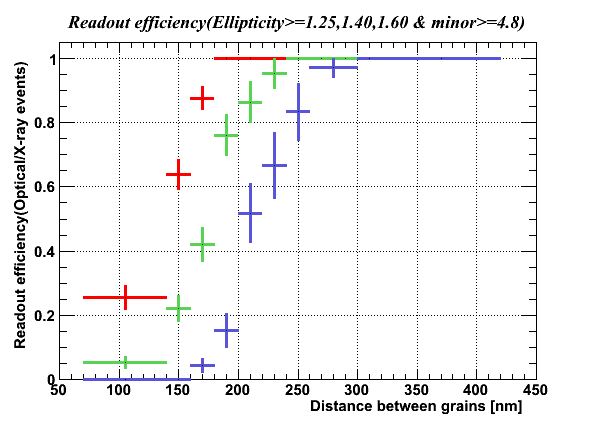 Readout efficiency(Ellipticity>=1.25,1.40,1.60 & minor>=4.8)
Readout efficiency(Optical/X-ray events)
1
0.8
0.6
0.4
0.2
0
50 100 150 200 250 300 350 400 450
Distance between grains [nm]